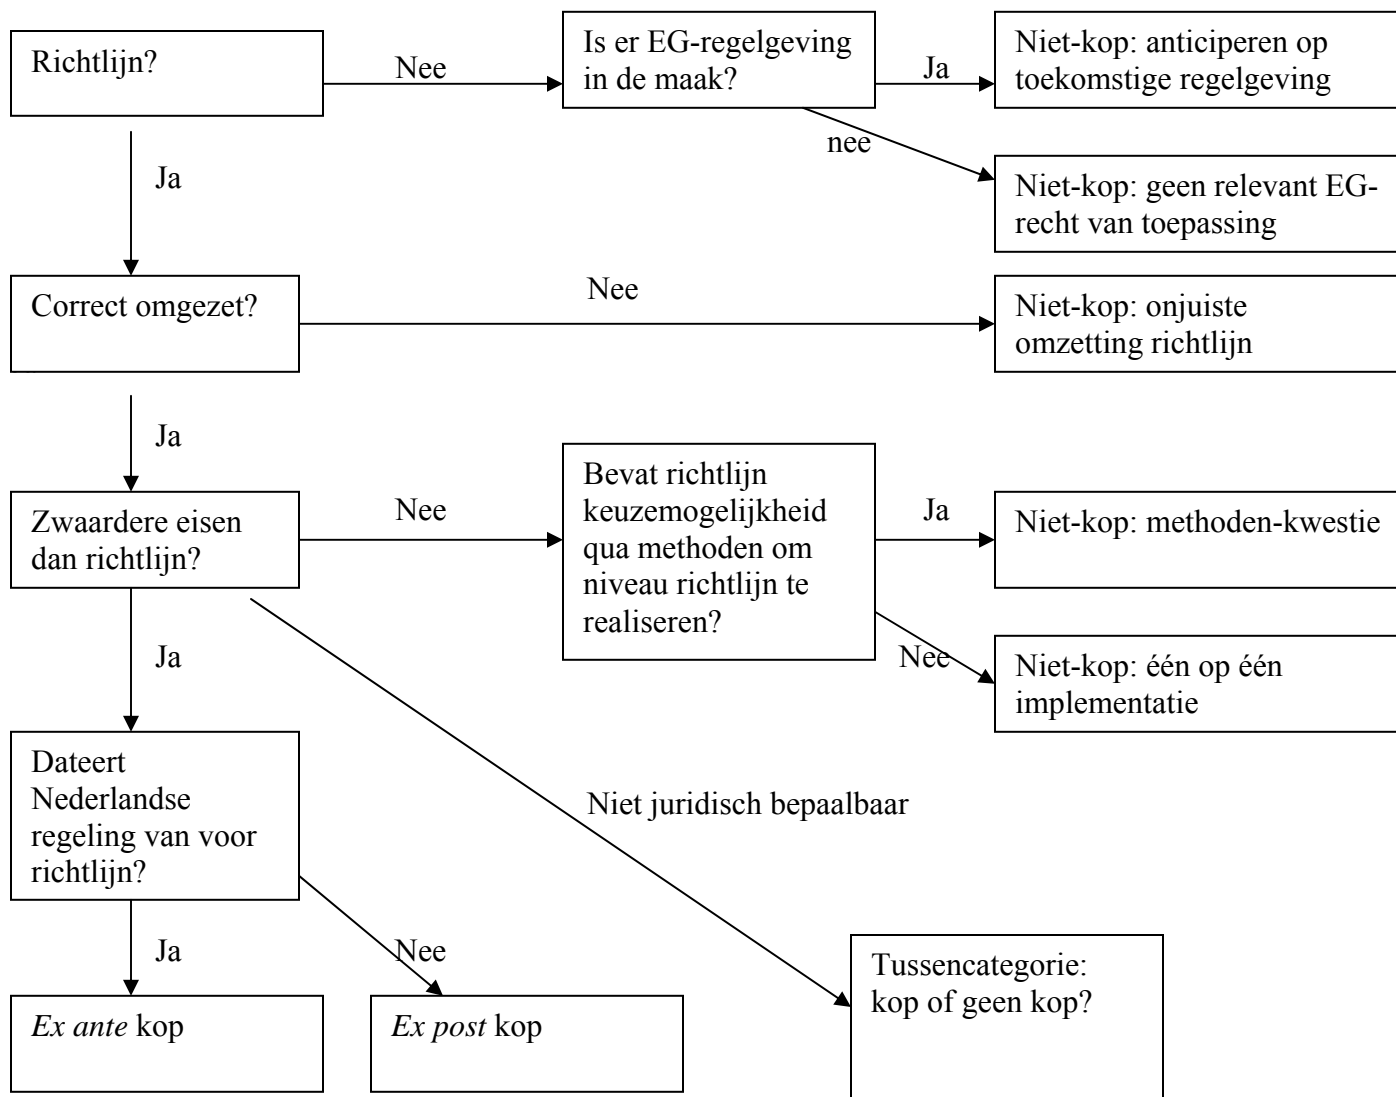 Richtlijn?
Nee
Is er EG-regelgeving
in de maak?
Ja
Niet-kop: anticiperen op
toekomstige regelgeving
nee
Niet-kop: geen relevant EG-
recht van toepassing
Ja
Correct omgezet?
Nee
Niet-kop: onjuiste
omzetting richtlijn
Ja
Zwaardere eisen
dan richtlijn?
Nee
Bevat richtlijn
keuzemogelijkheid
qua methoden om
niveau richtlijn te
realiseren?
Ja
Niet-kop: methoden-kwestie
Nee
Niet-kop: één op één
implementatie
Ja
Niet juridisch bepaalbaar
Dateert
Nederlandse
regeling van voor
richtlijn?
Ja
Nee
Ex ante kop
Ex post kop
Tussencategorie:
kop of geen kop?